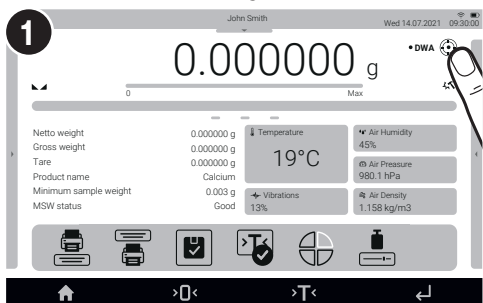 1
John Smith
Wed 14.07.2021 09:30:00
0.000000 g
• DWA
0 Max
Netto weight 0.000000 g
Gross weight 0.000000 g
Tare 0.000000 g
Product name Calcium
Minimum sample weight 0.003 g
MSW status Good
Temperature
19°C
Vibrations
13%
Air Humidity
45%
Air Preasure
980.1 hPa
Air Density
1.158 kg/m3
>T<
>0< >T<